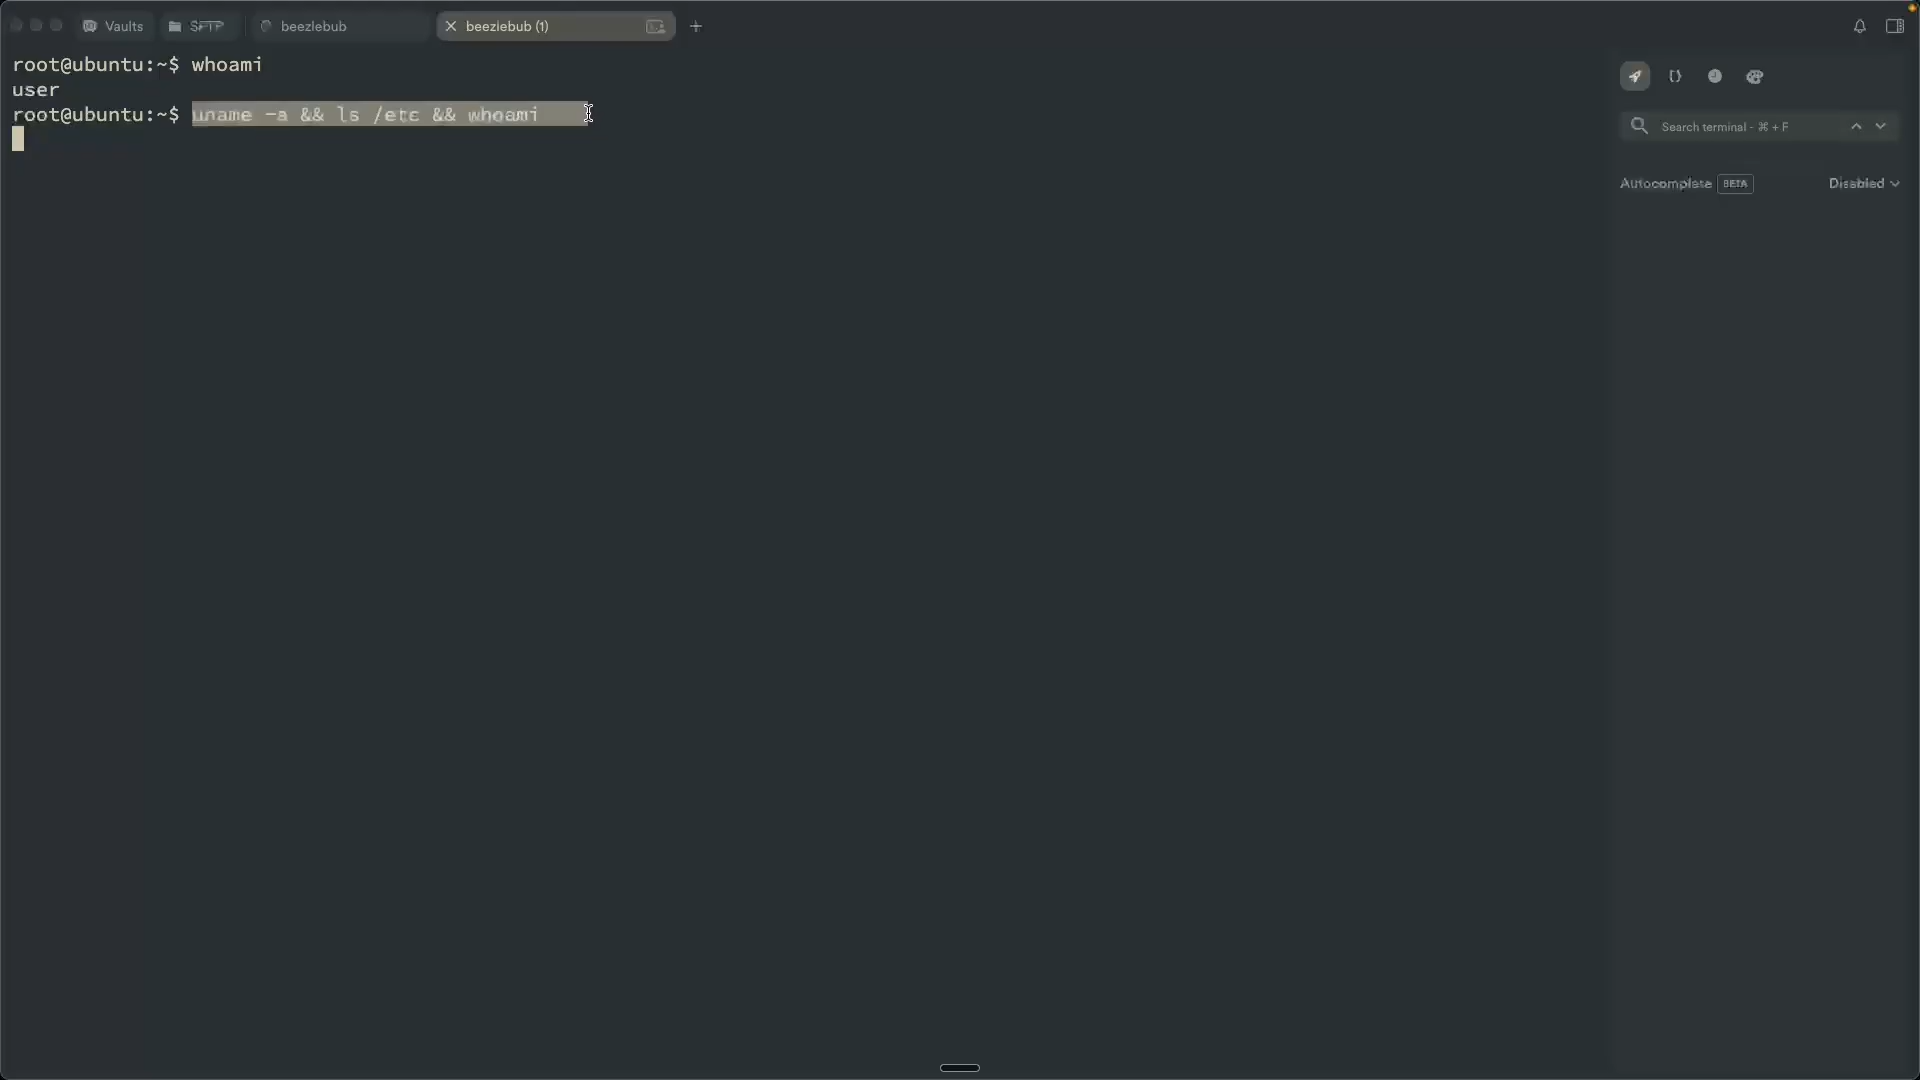 Vaults SFTP beezlebub beezlebub (1)
root@ubuntu:~$ whoami
user
root@ubuntu:~$ uname -a && ls /etc && whoami
Search terminal - ⌘ + F
Autocomplete BETA Disabled